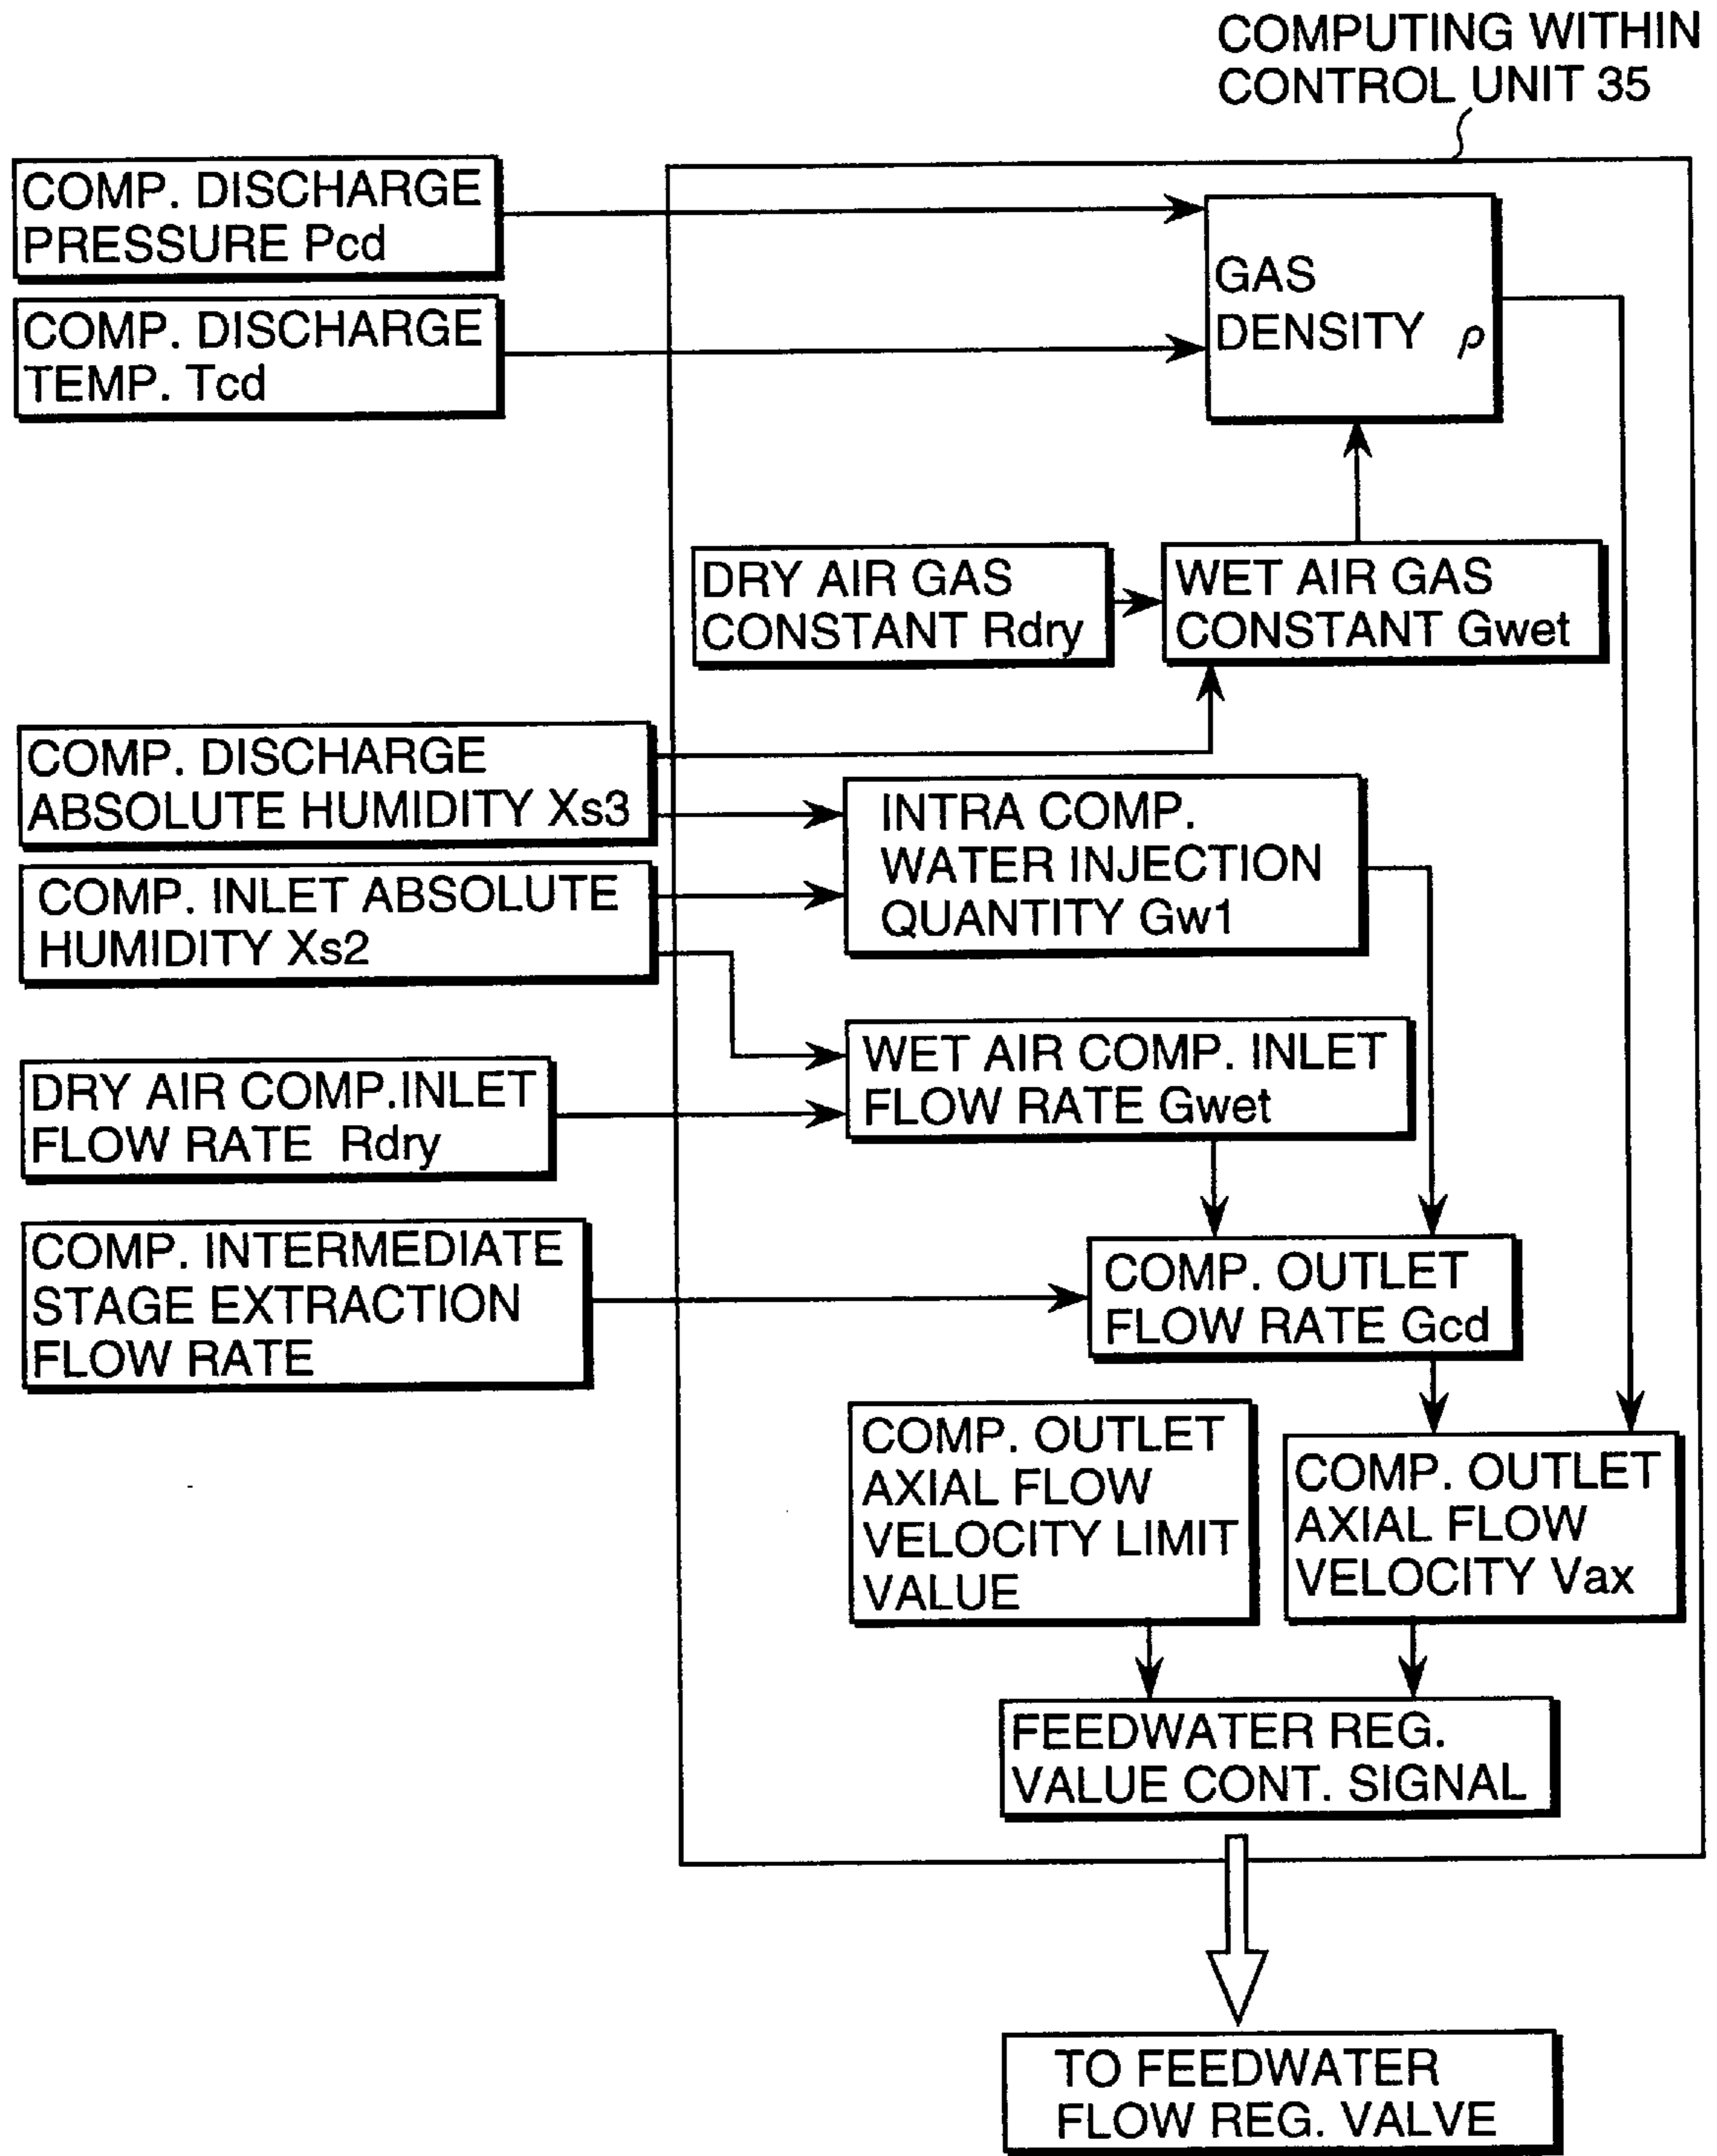 COMPUTING WITHIN
CONTROL UNIT 35
COMP. DISCHARGE
PRESSURE Pcd
COMP. DISCHARGE
TEMP. Tcd
GAS
DENSITY ρ
DRY AIR GAS
CONSTANT Rdry
WET AIR GAS
CONSTANT Gwet
COMP. DISCHARGE
ABSOLUTE HUMIDITY Xs3
COMP. INLET ABSOLUTE
HUMIDITY Xs2
INTRA COMP.
WATER INJECTION
QUANTITY Gw1
DRY AIR COMP.INLET
FLOW RATE Rdry
WET AIR COMP. INLET
FLOW RATE Gwet
COMP. INTERMEDIATE
STAGE EXTRACTION
FLOW RATE
COMP. OUTLET
FLOW RATE Gcd
COMP. OUTLET
AXIAL FLOW
VELOCITY LIMIT
VALUE
COMP. OUTLET
AXIAL FLOW
VELOCITY Vax
FEEDWATER REG.
VALUE CONT. SIGNAL
TO FEEDWATER
FLOW REG. VALVE